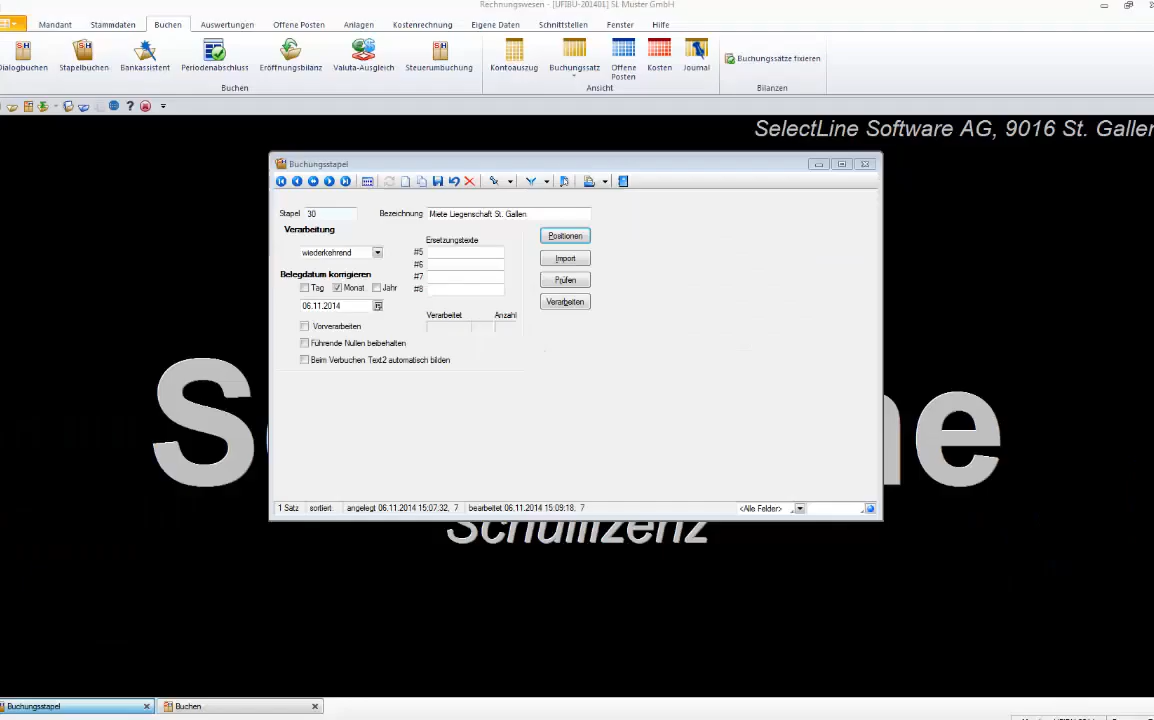 Rechnungswesen - [UFIBU-201401] SL Muster GmbH
Mandant Stammdaten Buchen Auswertungen Offene Posten Anlagen Kostenrechnung Eigene Daten Schnittstellen Fenster Hilfe
Dialogbuchen Stapelbuchen Bankassistent Periodenabschluss Eröffnungsbilanz Valuta-Ausgleich Steuerumbuchung
Kontoauszug Buchungssatz Offene Posten Kosten Journal
Buchungssätze fixieren
Buchen Ansicht Bilanzen
SelectLine Software AG, 9016 St. Galle
Buchungsstapel
Stapel 30 Bezeichnung Miete Liegenschaft St. Gallen
Verarbeitung
wiederkehrend
Ersetzungstexte
#5
#6
#7
#8
Positionen
Import
Prüfen
Verarbeiten
Belegdatum korrigieren
Tag Monat Jahr
06.11.2014
Verarbeitet Anzahl
Vorverarbeiten
Führende Nullen beibehalten
Beim Verbuchen Text2 automatisch bilden
1 Satz sortiert: angelegt 06.11.2014 15:07.32, 7 bearbeitet 06.11.2014 15:09.18, 7 <Alle Felder>
S ne
Schullizenz
Buchungsstapel Buchen